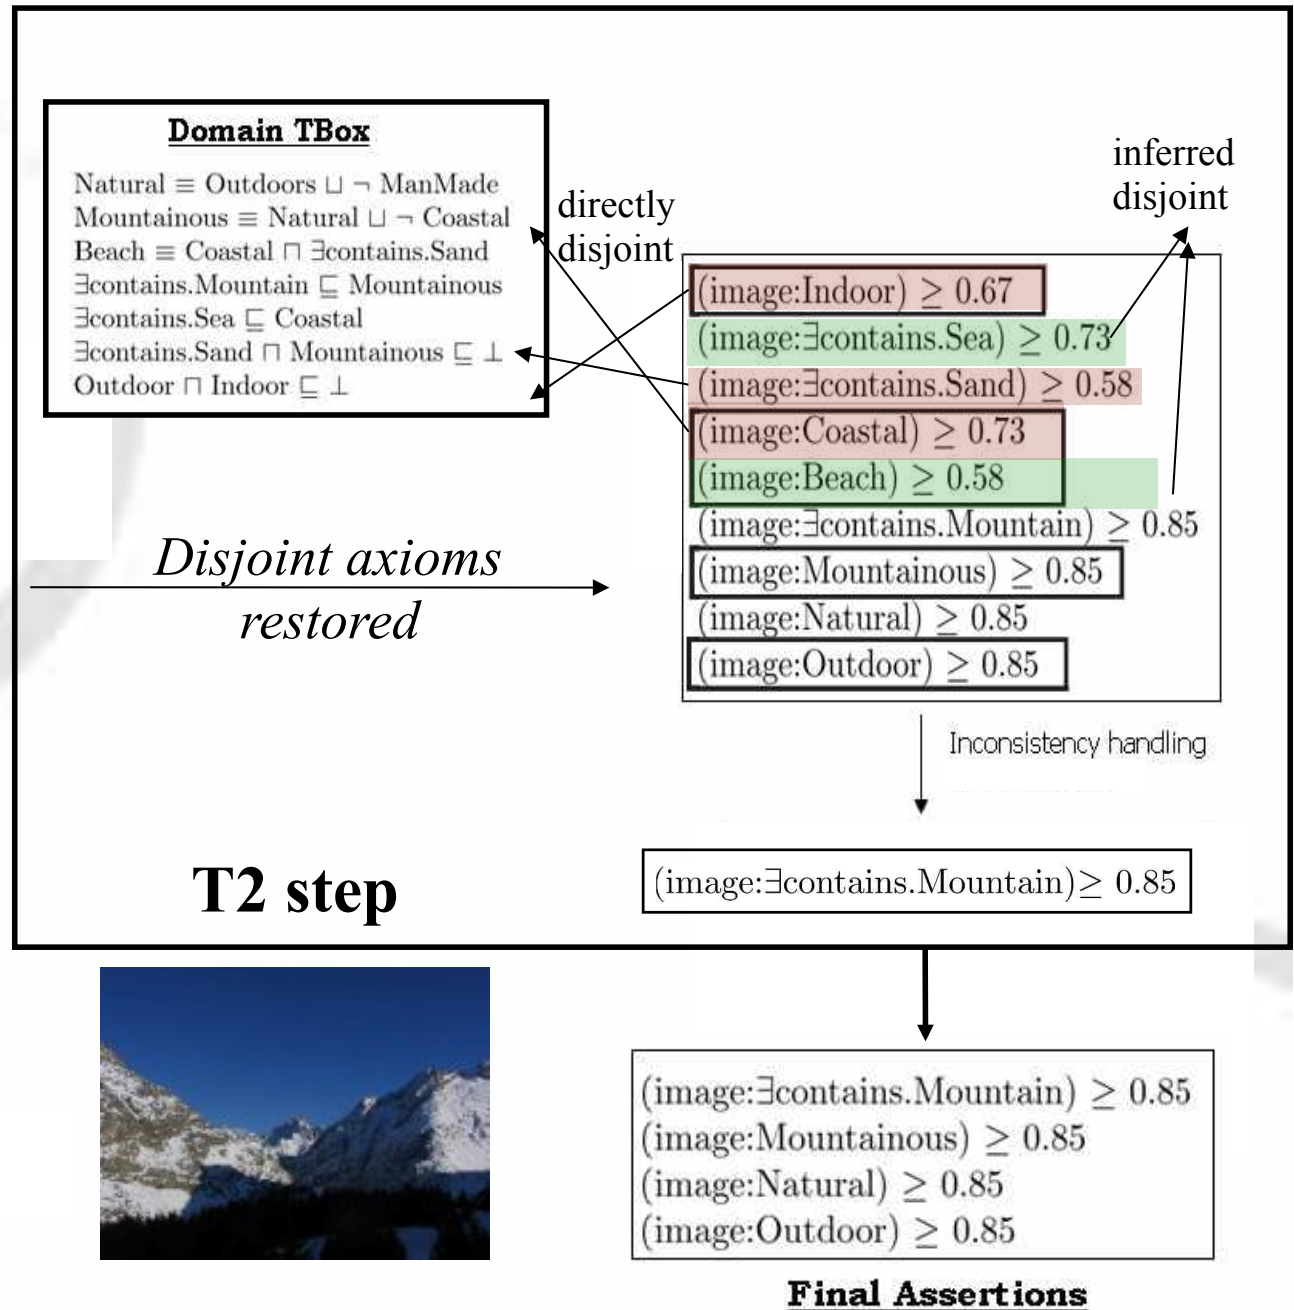 Domain TBox
Natural ≡ Outdoors ⊔ ¬ ManMade
Mountainous ≡ Natural ⊔ ¬ Coastal
Beach ≡ Coastal ⊓ ∃contains.Sand
∃contains.Mountain ⊑ Mountainous
∃contains.Sea ⊑ Coastal
∃contains.Sand ⊓ Mountainous ⊑ ⊥
Outdoor ⊓ Indoor ⊑ ⊥
directly
disjoint
inferred
disjoint
(image:Indoor) ≥ 0.67
(image:∃contains.Sea) ≥ 0.73
(image:∃contains.Sand) ≥ 0.58
(image:Coastal) ≥ 0.73
(image:Beach) ≥ 0.58
(image:∃contains.Mountain) ≥ 0.85
(image:Mountainous) ≥ 0.85
(image:Natural) ≥ 0.85
(image:Outdoor) ≥ 0.85
Disjoint axioms
restored
Inconsistency handling
T2 step
(image:∃contains.Mountain)≥ 0.85
(image:∃contains.Mountain) ≥ 0.85
(image:Mountainous) ≥ 0.85
(image:Natural) ≥ 0.85
(image:Outdoor) ≥ 0.85
Final Assertions